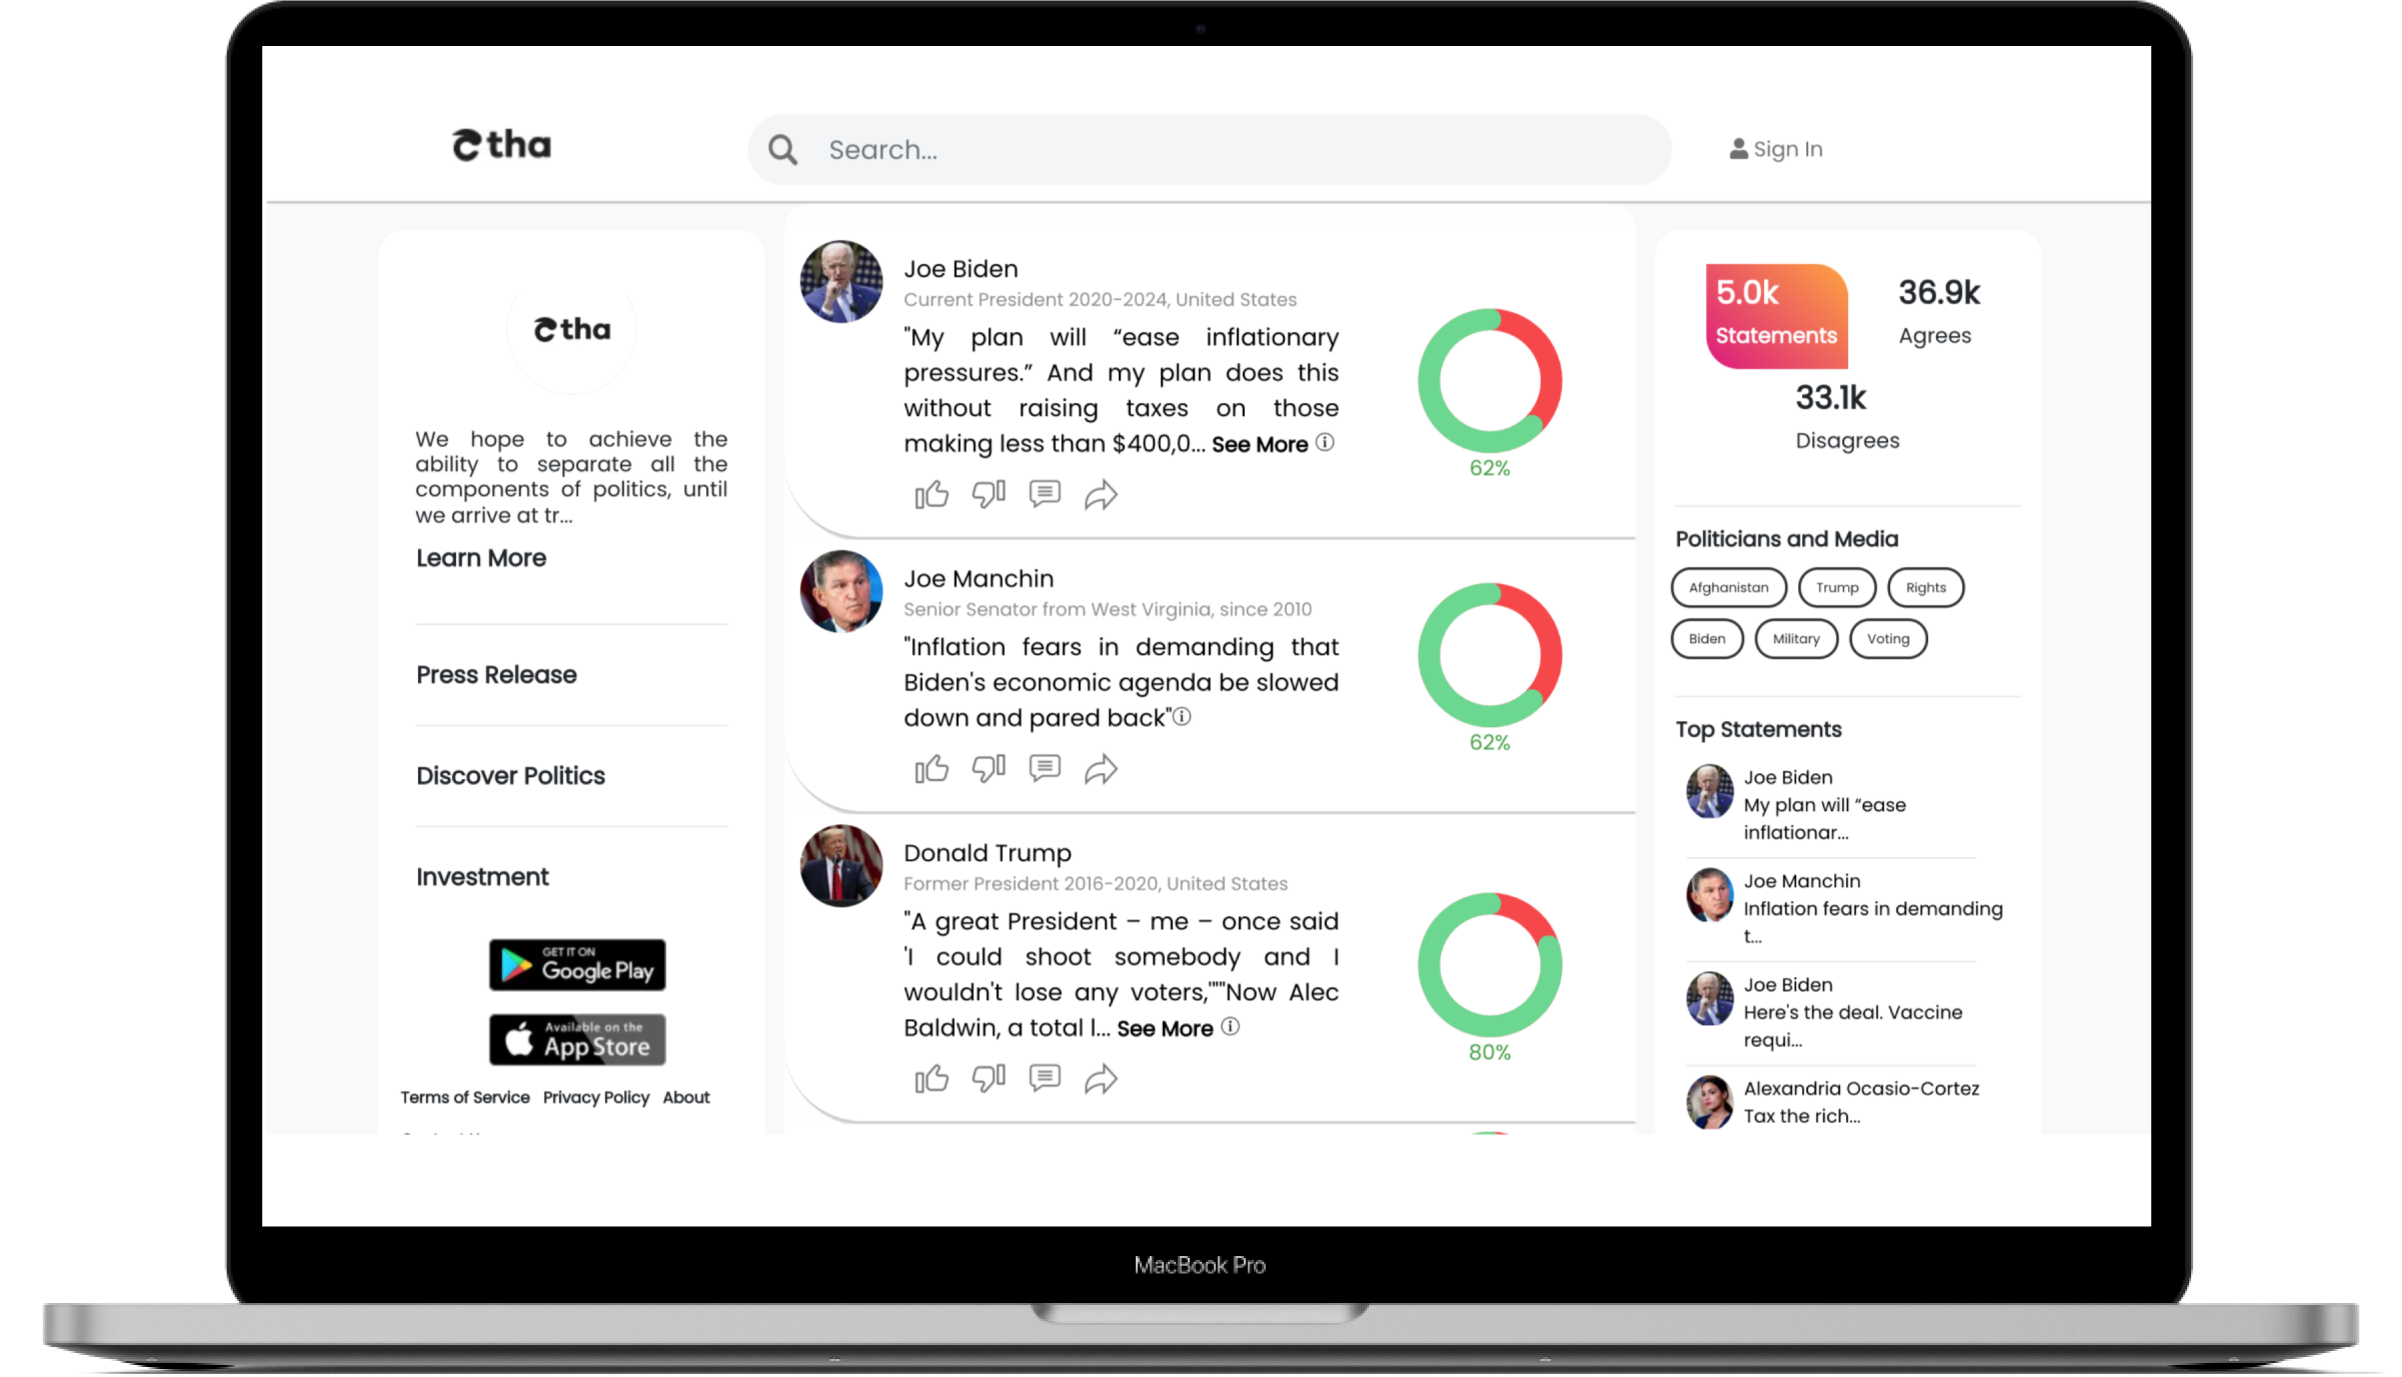 tha
Search...
Sign In
tha
We hope to achieve the
ability to separate all the
components of politics, until
we arrive at tr...
Learn More
Press Release
Discover Politics
Investment
GET IT ON
Google Play
Available on the
App Store
Terms of Service Privacy Policy About
Joe Biden
Current President 2020-2024, United States
"My plan will “ease inflationary
pressures.” And my plan does this
without raising taxes on those
making less than $400,0... See More
62%
Joe Manchin
Senior Senator from West Virginia, since 2010
"Inflation fears in demanding that
Biden's economic agenda be slowed
down and pared back"
62%
Donald Trump
Former President 2016-2020, United States
"A great President – me – once said
'I could shoot somebody and I
wouldn't lose any voters,'""Now Alec
Baldwin, a total l... See More
80%
5.0k
Statements
36.9k
Agrees
33.1k
Disagrees
Politicians and Media
Afghanistan Trump Rights
Biden Military Voting
Top Statements
Joe Biden
My plan will “ease
inflationar...
Joe Manchin
Inflation fears in demanding
t...
Joe Biden
Here's the deal. Vaccine
requi...
Alexandria Ocasio-Cortez
Tax the rich...
MacBook Pro